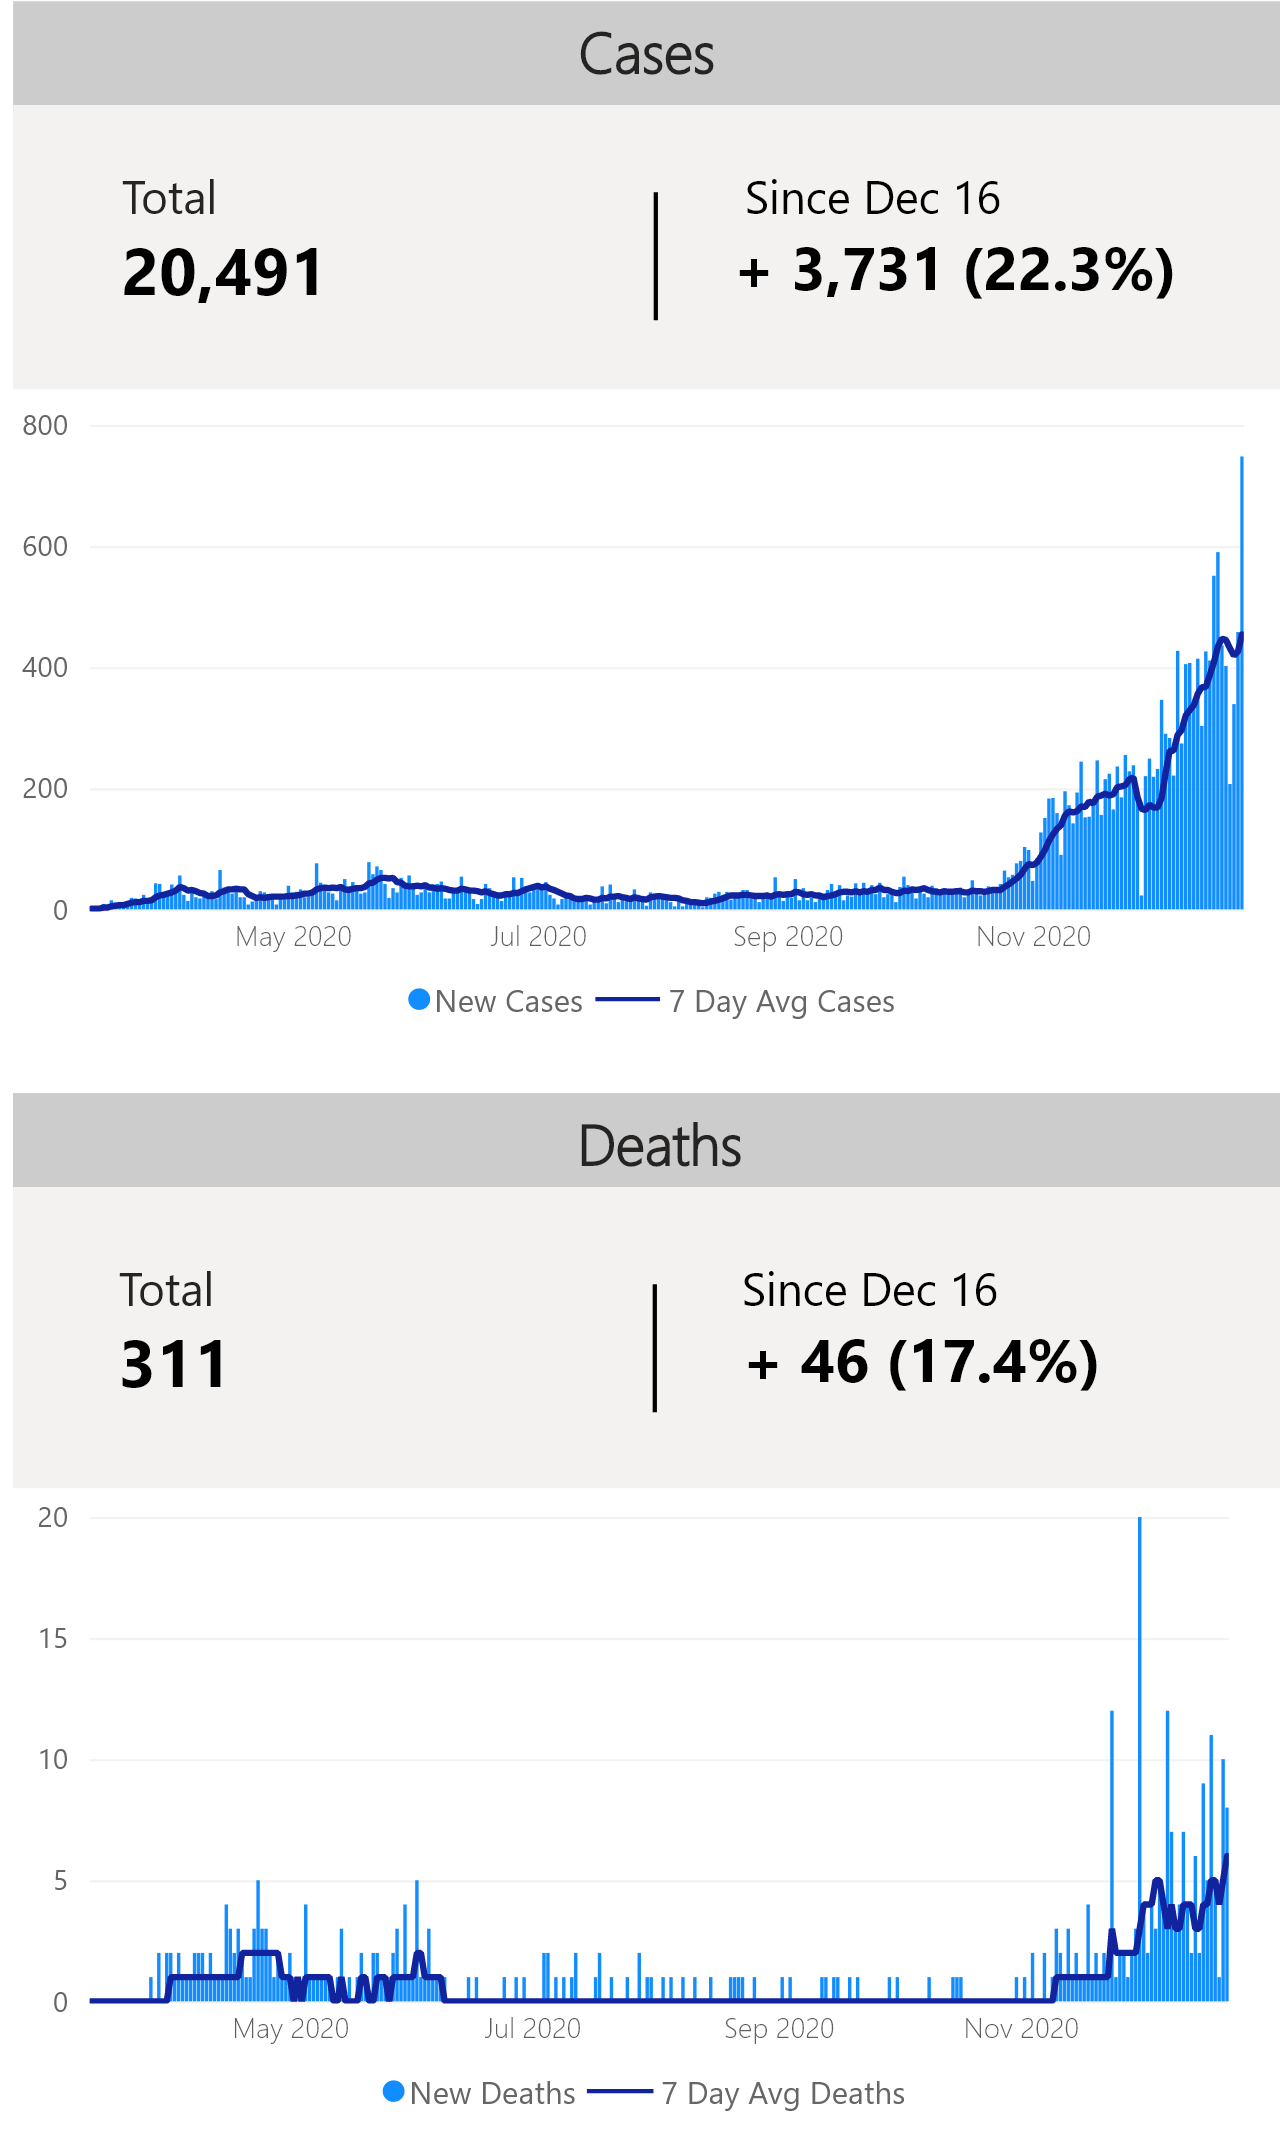 Cases
Total
Since Dec 16
20,491
+ 3,731 (22.3%)
800
600
400
200
0
May 2020
Jul 2020
Sep 2020
Nov 2020
New Cases
7 Day Avg Cases
Deaths
Total
Since Dec 16
311
+ 46 (17.4%)
20
15
10
5
0
May 2020
Jul 2020
Sep 2020
Nov 2020
New Deaths
7 Day Avg Deaths